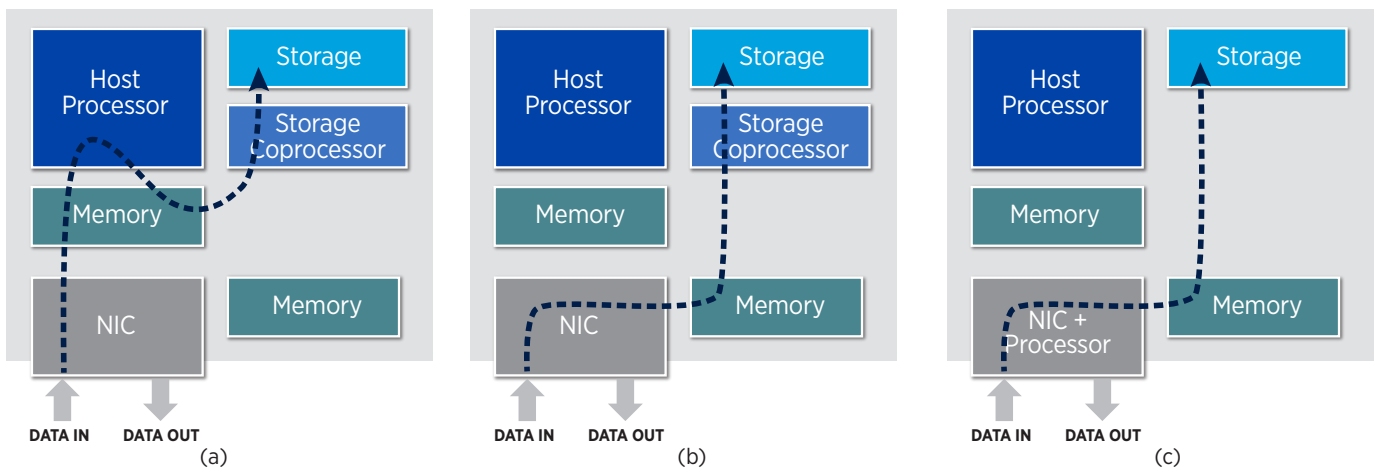 Host
Processor
Storage
Storage
Coprocessor
Memory
NIC
Memory
DATA IN
DATA OUT
(a)
Host
Processor
Storage
Storage
Coprocessor
Memory
NIC
Memory
DATA IN
DATA OUT
(b)
Host
Processor
Storage
Memory
NIC +
Processor
Memory
DATA IN
DATA OUT
(c)